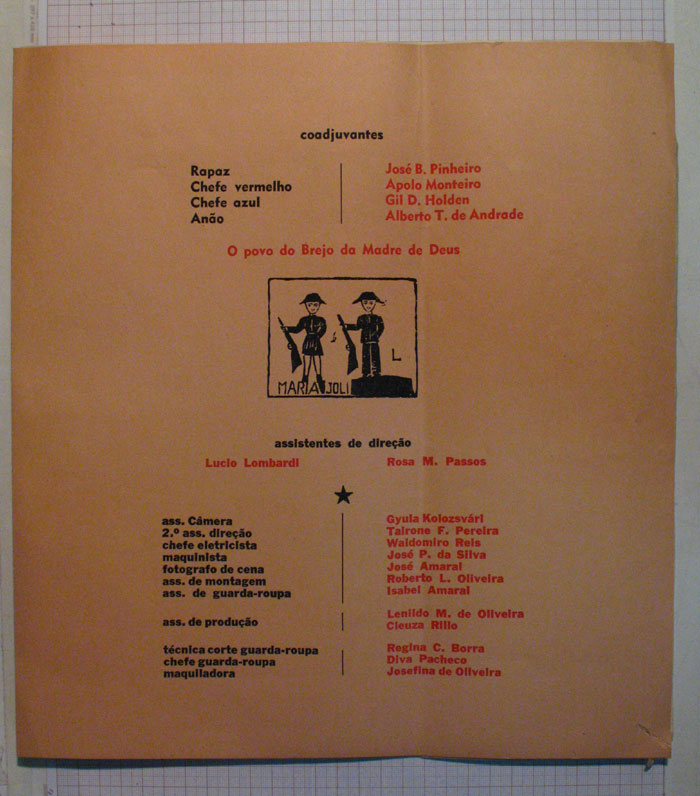 coadjuvantes
Rapaz José B. Pinheiro
Chefe vermelho Apolo Monteiro
Chefe azul Gil D. Holden
Anão Alberto T. de Andrade
O povo do Brejo da Madre de Deus
L
MARIA JOLI
assistentes de direção
Lucio Lombardi Rosa M. Passos
ass. Câmera Gyula Kolozsvári
2.º ass. direção Tairone F. Pereira
chefe eletricista Waldomiro Reis
maquinista José P. da Silva
fotografo de cena José Amaral
ass. de montagem Roberto L. Oliveira
ass. de guarda-roupa Isabel Amaral
ass. de produção Lenildo M. de Oliveira
Cleuza Rillo
técnica corte guarda-roupa Regina C. Borra
chefe guarda-roupa Diva Pacheco
maquiladora Josefina de Oliveira